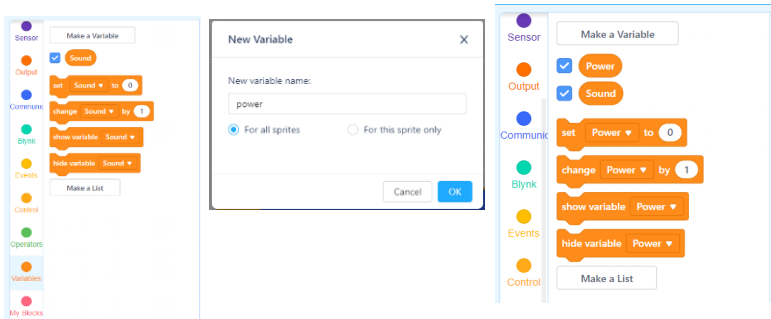 Sensor
Output
Commune
Blynk
Events
Control
Operators
Variables
My Blocks
Make a Variable
Sound
set Sound to 0
change Sound by 1
show variable Sound
hide variable Sound
Make a List
New Variable
New variable name:
power
For all sprites
For this sprite only
Cancel
OK
Sensor
Output
Communic
Blynk
Events
Control
Make a Variable
Power
Sound
set Power to 0
change Power by 1
show variable Power
hide variable Power
Make a List